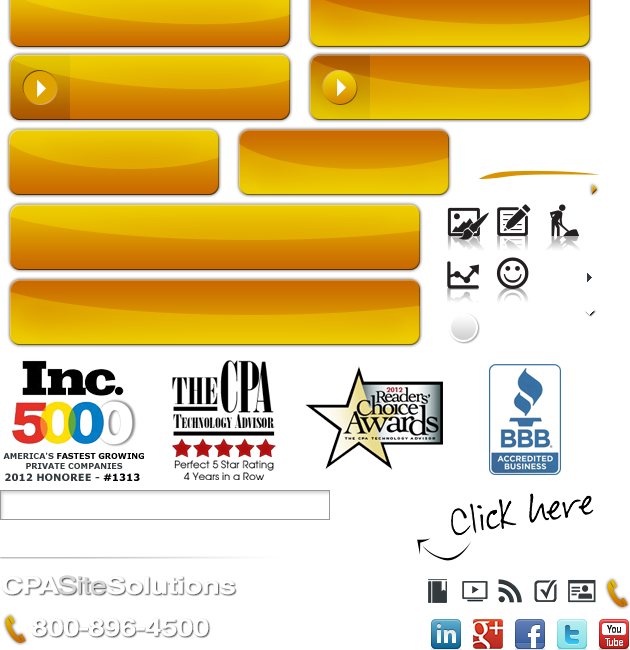 Inc.
5000
AMERICA'S FASTEST GROWING
PRIVATE COMPANIES
2012 HONOREE - #1313
THE CPA
TECHNOLOGY ADVISOR
Perfect 5 Star Rating
4 Years in a Row
2012
Readers'
Choice
Awards
THE CPA TECHNOLOGY ADVISOR
BBB.
ACCREDITED
BUSINESS
Click here
CPASiteSolutions
800-896-4500
in
g+
f
t
You
Tube